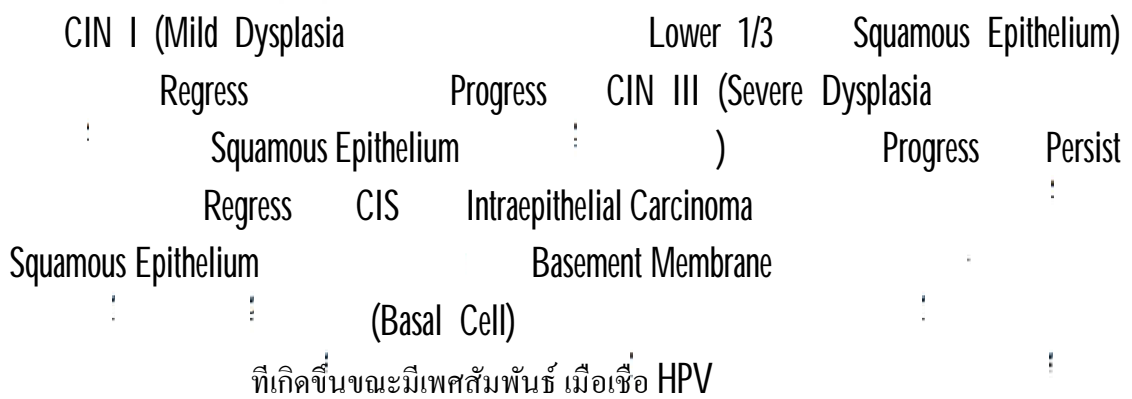 CIN I (Mild Dysplasia Lower 1/3 Squamous Epithelium)
Regress Progress CIN III (Severe Dysplasia
Squamous Epithelium ) Progress Persist
Regress CIS Intraepithelial Carcinoma
Squamous Epithelium Basement Membrane
(Basal Cell)
ที่เกิดขึ้นขณะมีเพศสัมพันธ์ เมื่อเชื้อ HPV